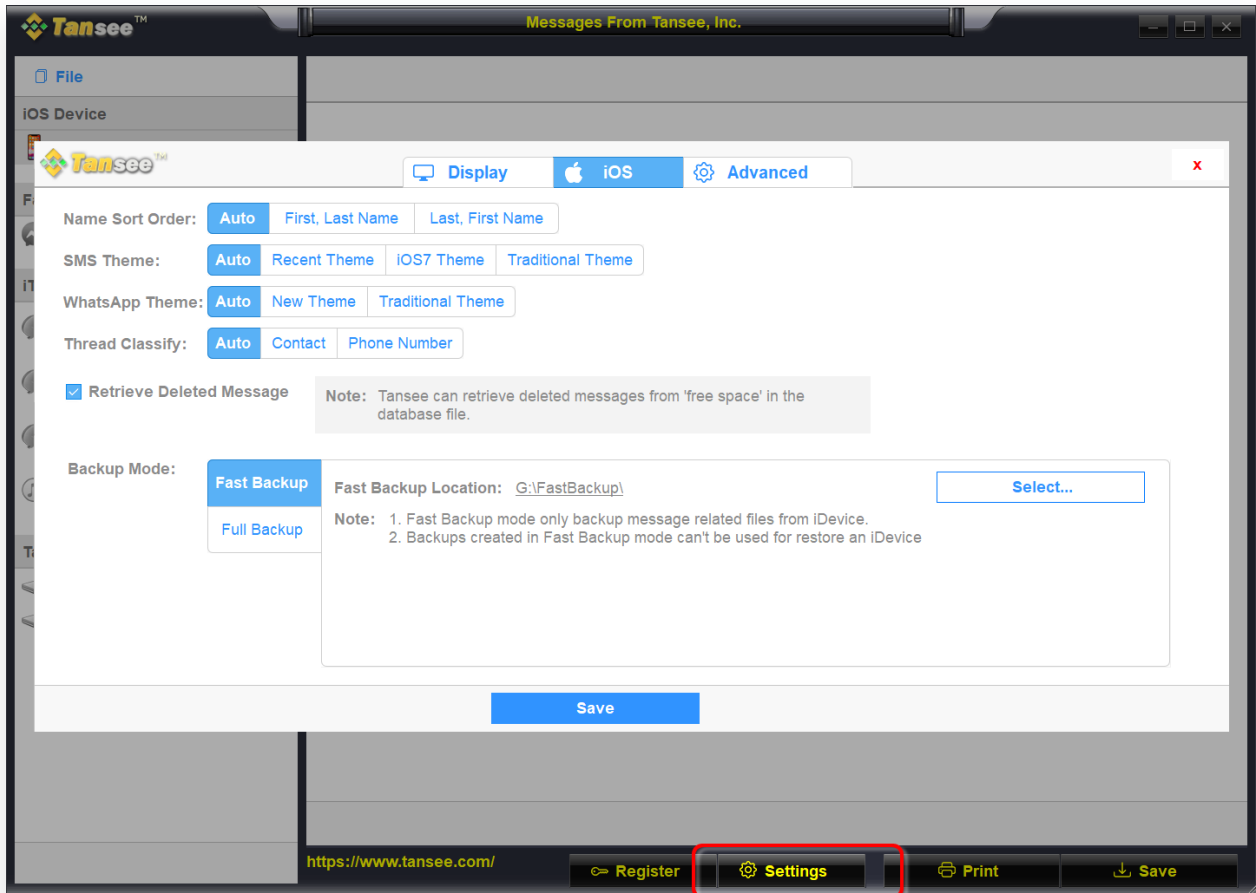 Tansee™
Messages From Tansee, Inc.
File
iOS Device
Tansee™
Display
iOS
Advanced
x
Name Sort Order: Auto First, Last Name Last, First Name
SMS Theme: Auto Recent Theme iOS7 Theme Traditional Theme
WhatsApp Theme: Auto New Theme Traditional Theme
Thread Classify: Auto Contact Phone Number
Retrieve Deleted Message
Note: Tansee can retrieve deleted messages from 'free space' in the
database file.
Backup Mode:
Fast Backup
Full Backup
Fast Backup Location: G:\FastBackup\
Select...
Note: 1. Fast Backup mode only backup message related files from iDevice.
2. Backups created in Fast Backup mode can't be used for restore an iDevice
Save
https://www.tansee.com/
Register
Settings
Print
Save